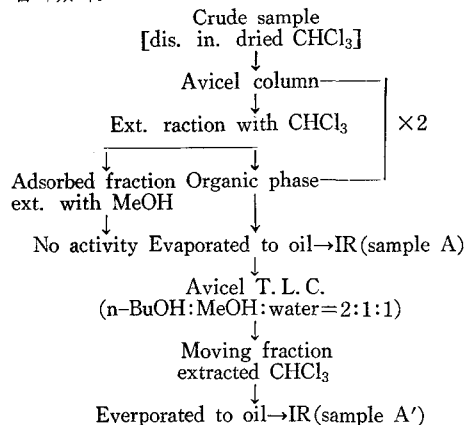 Crude sample
[dis. in. dried CHCl₃]
Avicel column
Ext. raction with CHCl₃
×2
Adsorbed fraction Organic phase
ext. with MeOH
No activity Evaporated to oil→IR(sample A)
Avicel T. L. C.
(n-BuOH:MeOH:water=2:1:1)
Moving fraction
extracted CHCl₃
Everporated to oil→IR(sample A′)